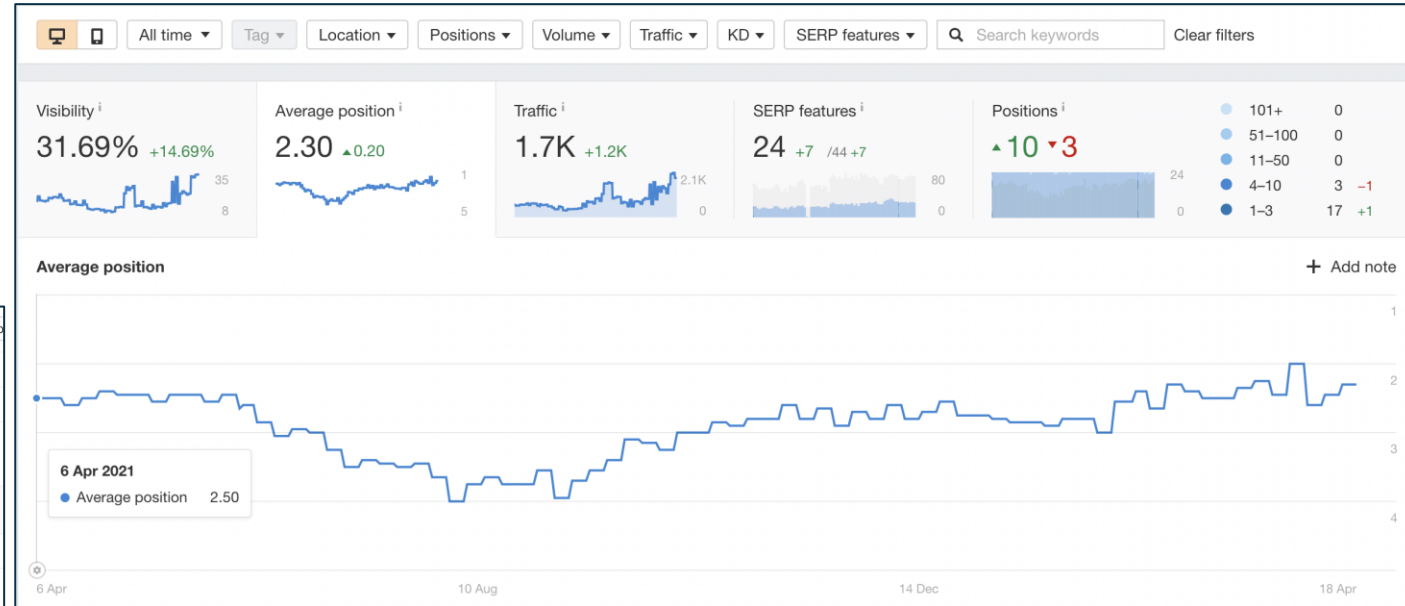 All time Tag Location Positions Volume Traffic KD SERP features Search keywords Clear filters
Visibility i
31.69% +14.69%
35
8
Average position i
2.30 0.20
1
5
Traffic i
1.7K +1.2K
2.1K
0
SERP features i
24 +7 /44 +7
80
0
Positions i
10 3
24
0
101+ 0
51–100 0
11–50 0
4–10 3 −1
1–3 17 +1
Average position
+ Add note
1
2
3
4
6 Apr 2021
Average position 2.50
6 Apr 10 Aug 14 Dec 18 Apr